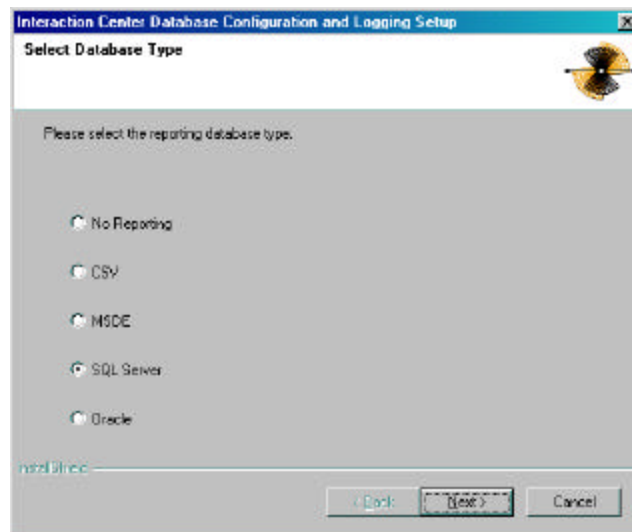 Interaction Center Database Configuration and Logging Setup
Select Database Type
Please select the reporting database type.
No Reporting
CSV
MSDE
SQL Server
Oracle
InstallShield
< Back
Next >
Cancel